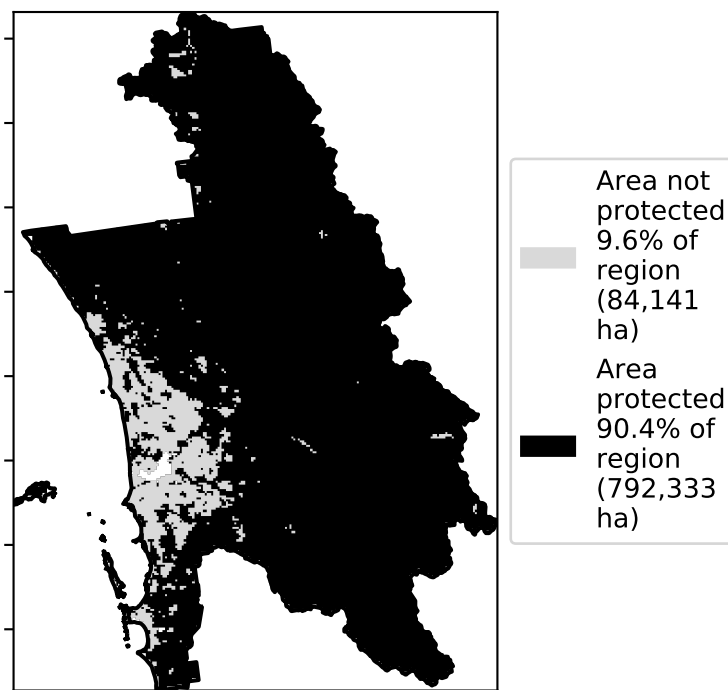 Area not
protected
9.6% of
region
(84,141
ha)
Area
protected
90.4% of
region
(792,333
ha)